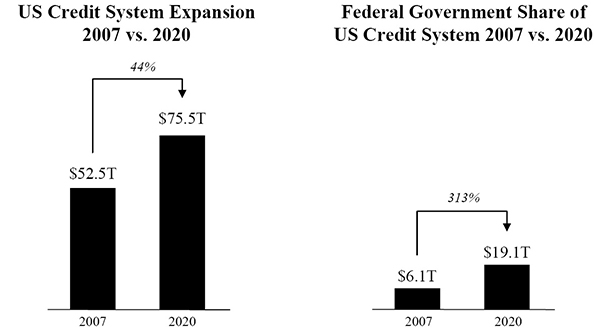 US Credit System Expansion
2007 vs. 2020
44%
$75.5T
$52.5T
2007 2020
Federal Government Share of
US Credit System 2007 vs. 2020
313%
$19.1T
$6.1T
2007 2020